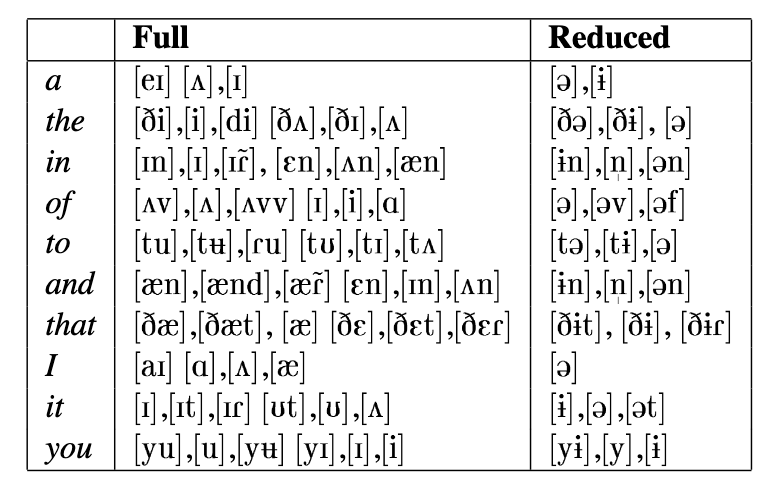 Full Reduced
a [eɪ] [ʌ],[ɪ] [ə],[ɨ]
the [ði],[i],[di] [ðʌ],[ðɪ],[ʌ] [ðə],[ðɨ], [ə]
in [ɪn],[ɪ],[ɪɾ̃], [ɛn],[ʌn],[æn] [ɨn],[n̩],[ən]
of [ʌv],[ʌ],[ʌvv] [ɪ],[i],[ɑ] [ə],[əv],[əf]
to [tu],[tʉ],[ɾu] [tʊ],[tɪ],[tʌ] [tə],[tɨ],[ə]
and [æn],[ænd],[æɾ̃] [ɛn],[ɪn],[ʌn] [ɨn],[n̩],[ən]
that [ðæ],[ðæt], [æ] [ðɛ],[ðɛt],[ðɛɾ] [ðɨt], [ðɨ], [ðɨɾ]
I [aɪ] [ɑ],[ʌ],[æ] [ə]
it [ɪ],[ɪt],[ɪɾ] [ʊt],[ʊ],[ʌ] [ɨ],[ə],[ət]
you [yu],[u],[yʉ] [yɪ],[ɪ],[i] [yɨ],[y],[ɨ]